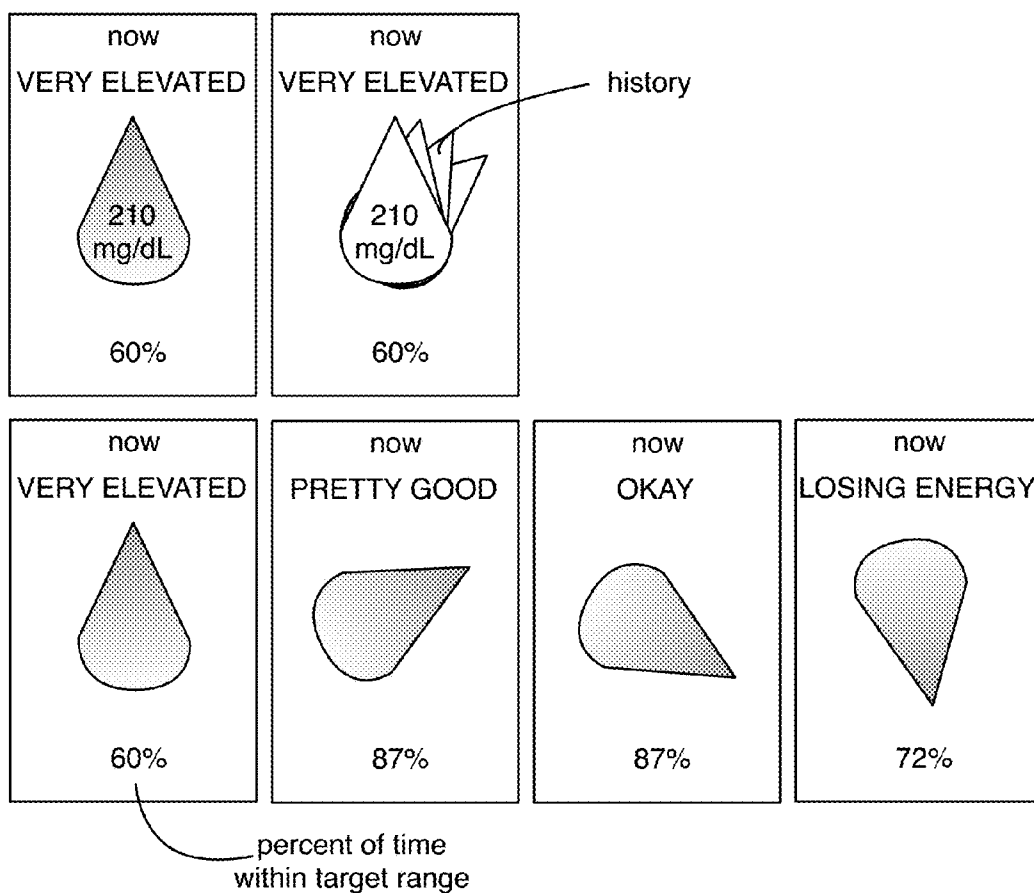 now
VERY ELEVATED
210
mg/dL
60%
now
VERY ELEVATED
history
210
mg/dL
60%
now
VERY ELEVATED
60%
now
PRETTY GOOD
87%
now
OKAY
87%
now
LOSING ENERGY
72%
percent of time
within target range